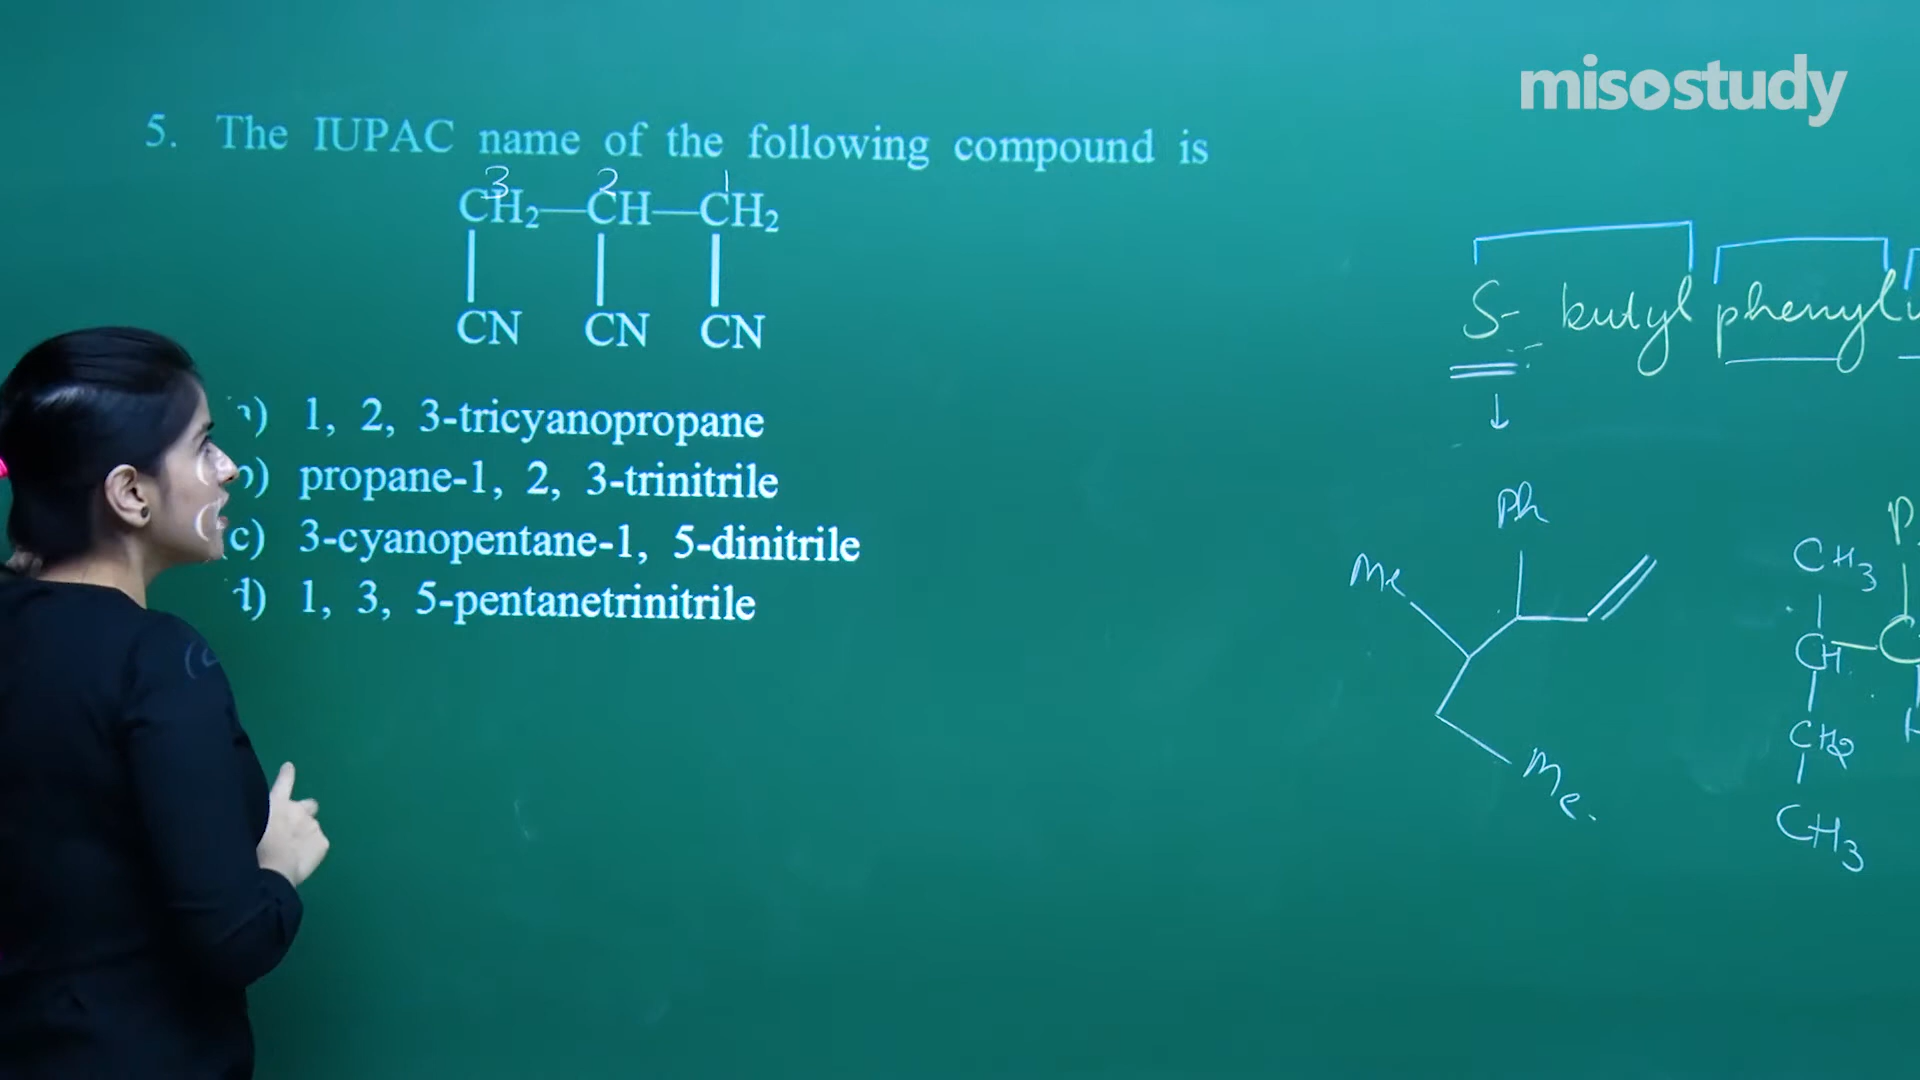 misostudy
5. The IUPAC name of the following compound is
3 2 1
CH2—CH—CH2
CN CN CN
1, 2, 3-tricyanopropane
propane-1, 2, 3-trinitrile
c) 3-cyanopentane-1, 5-dinitrile
1, 3, 5-pentanetrinitrile
S- butyl phenyl
Ph
Me
Me.
CH3
CH
CH2
CH3